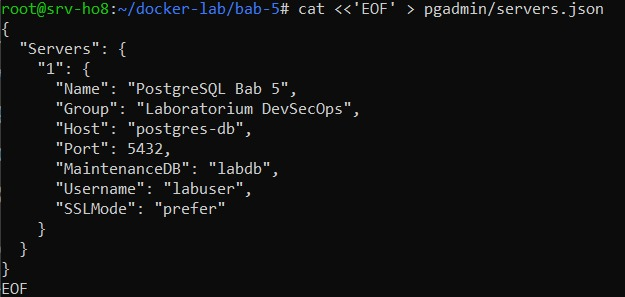 root@srv-ho8:~/docker-lab/bab-5# cat <<'EOF' > pgadmin/servers.json
{
  "Servers": {
    "1": {
      "Name": "PostgreSQL Bab 5",
      "Group": "Laboratorium DevSecOps",
      "Host": "postgres-db",
      "Port": 5432,
      "MaintenanceDB": "labdb",
      "Username": "labuser",
      "SSLMode": "prefer"
    }
  }
}
EOF